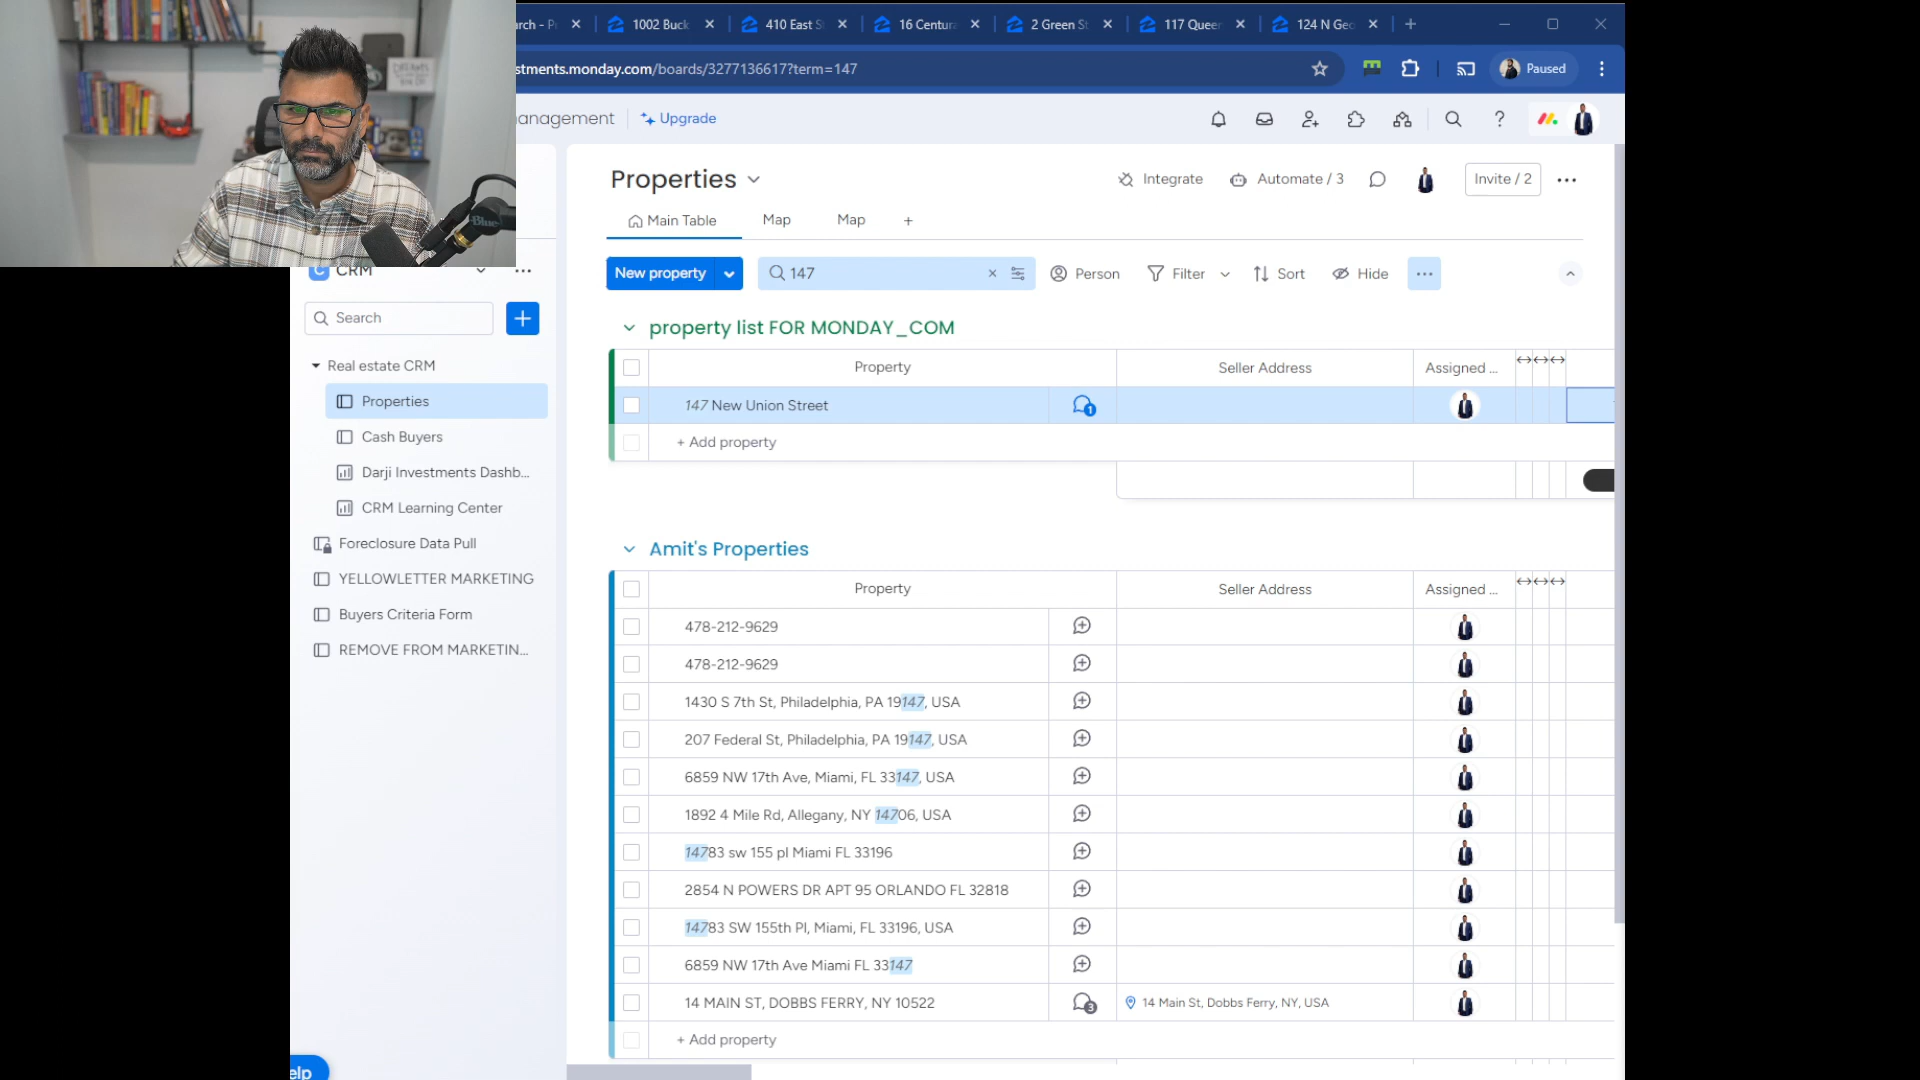 arch - P
1002 Buck
410 East S
16 Centur
2 Green St
117 Queen
124 N Geo
stments.monday.com/boards/3277136617?term=147
Paused
anagement
Upgrade
DREAMS
Blue
CRM
Search
Real estate CRM
Properties
Cash Buyers
Darji Investments Dashb...
CRM Learning Center
Foreclosure Data Pull
YELLOWLETTER MARKETING
Buyers Criteria Form
REMOVE FROM MARKETIN...
elp
Properties
Integrate
Automate / 3
Invite / 2
Main Table
Map
Map
New property
147
Person
Filter
Sort
Hide
property list FOR MONDAY_COM
Property Seller Address Assigned ...
147 New Union Street 1
+ Add property
Amit's Properties
Property Seller Address Assigned ...
478-212-9629
478-212-9629
1430 S 7th St, Philadelphia, PA 19147, USA
207 Federal St, Philadelphia, PA 19147, USA
6859 NW 17th Ave, Miami, FL 33147, USA
1892 4 Mile Rd, Allegany, NY 14706, USA
14783 sw 155 pl Miami FL 33196
2854 N POWERS DR APT 95 ORLANDO FL 32818
14783 SW 155th Pl, Miami, FL 33196, USA
6859 NW 17th Ave Miami FL 33147
14 MAIN ST, DOBBS FERRY, NY 10522 3 14 Main St, Dobbs Ferry, NY, USA
+ Add property